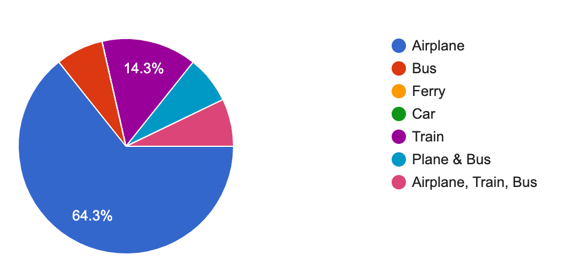 14.3%
64.3%
Airplane
Bus
Ferry
Car
Train
Plane & Bus
Airplane, Train, Bus